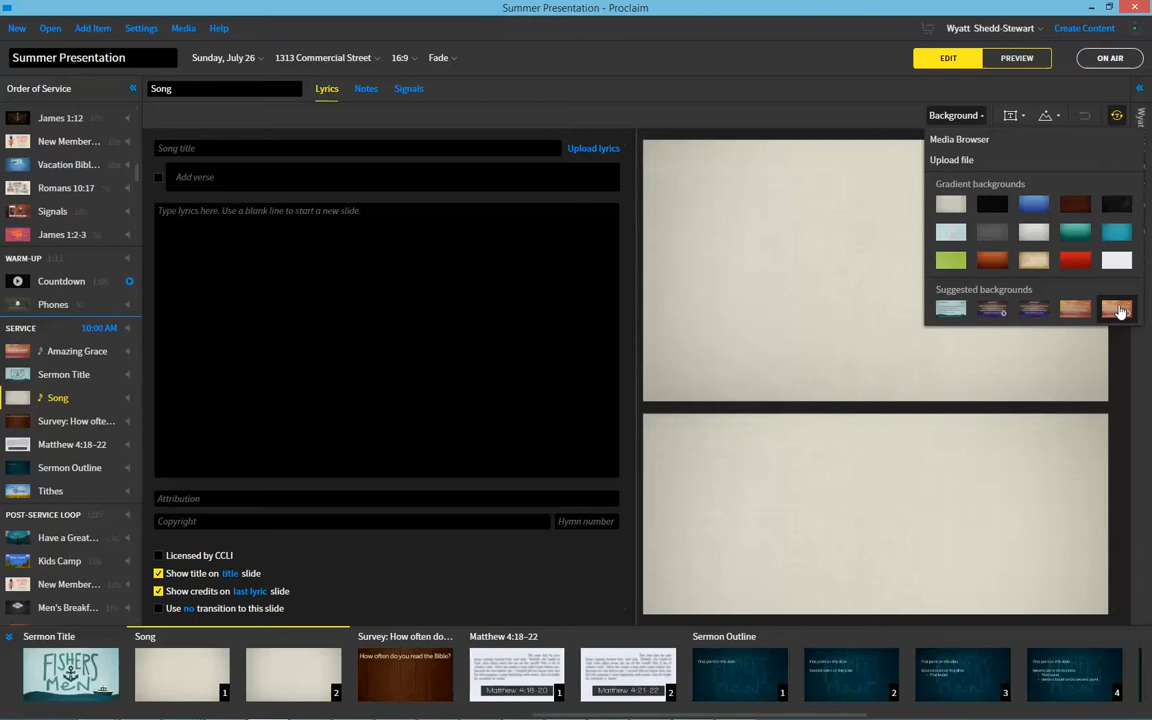 Summer Presentation - Proclaim
New Open Add Item Settings Media Help
Wyatt Shedd-Stewart Create Content
Summer Presentation
Sunday, July 26 1313 Commercial Street 16:9 Fade
EDIT PREVIEW ON AIR
Order of Service
Song
Lyrics Notes Signals
Background
Wyat
James 1:12
New Member...
Vacation Bibl...
Romans 10:17
Signals
James 1:2-3
WARM-UP
Countdown
Phones
SERVICE 10:00 AM
Amazing Grace
Sermon Title
Song
Survey: How ofte...
Matthew 4:18–22
Sermon Outline
Tithes
POST-SERVICE LOOP
Have a Great...
Kids Camp
New Member...
Men's Breakf...
Song title
Upload lyrics
Add verse
Type lyrics here. Use a blank line to start a new slide.
Attribution
Copyright
Hymn number
Licensed by CCLI
Show title on title slide
Show credits on last lyric slide
Use no transition to this slide
Media Browser
Upload file
Gradient backgrounds
Suggested backgrounds
Sermon Title
FISHERS
MEN
Song
1
2
Survey: How often do...
How often do you read the Bible?
Matthew 4:18–22
Matthew 4:18-20
1
Matthew 4:21-22
2
Sermon Outline
1
2
3
4